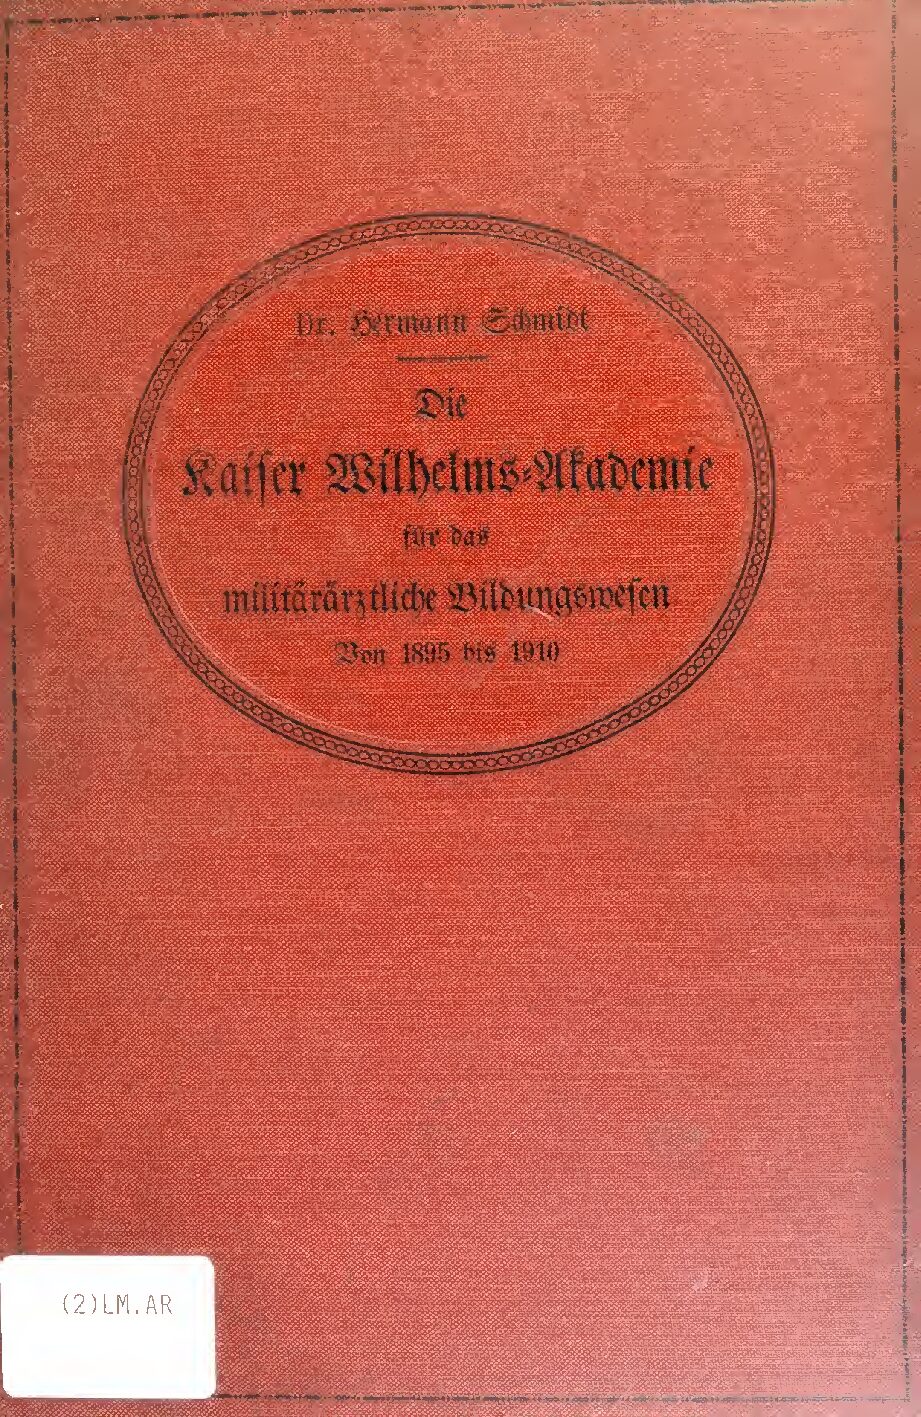 Dr. Hermann Schmidt
Die
Kaiser Wilhelms-Akademie
für das
militärärztliche Bildungswesen
Von 1895 bis 1910
(2)LM.AR